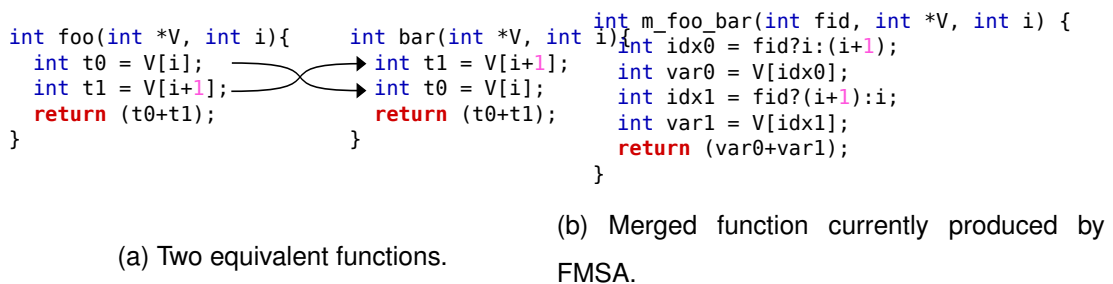 int foo(int *V, int i){
  int t0 = V[i];
  int t1 = V[i+1];
  return (t0+t1);
}
int bar(int *V, int i){
  int t1 = V[i+1];
  int t0 = V[i];
  return (t0+t1);
}
(a) Two equivalent functions.
int m_foo_bar(int fid, int *V, int i) {
  int idx0 = fid?i:(i+1);
  int var0 = V[idx0];
  int idx1 = fid?(i+1):i;
  int var1 = V[idx1];
  return (var0+var1);
}
(b) Merged function currently produced by
FMSA.